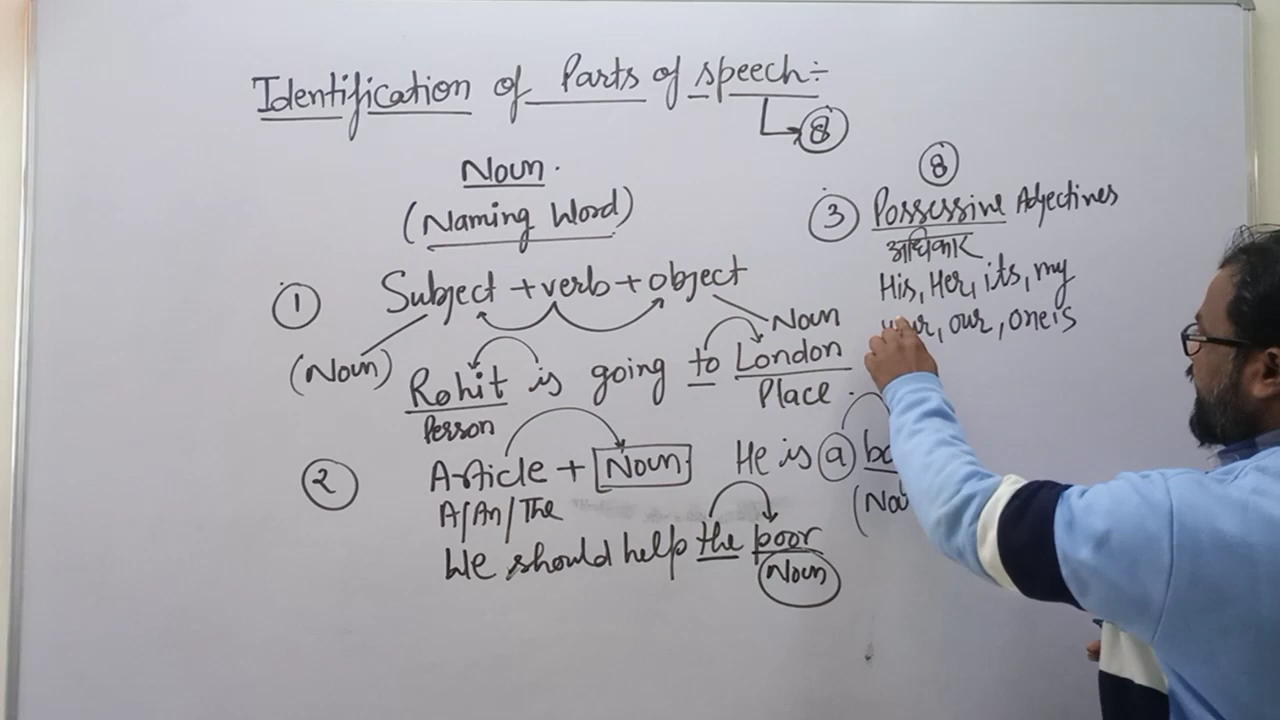 Identification of Parts of speech:-
8
Noun.
(Naming Word)
1 Subject + verb + object
(Noun)
Noun
Rohit is going to London
Person
Place.
2 Article + Noun
A/An/The
He is a
We should help the poor
Noun
8
3 Possessive Adjectives
अधिकार
His, Her, its, my
our, one's